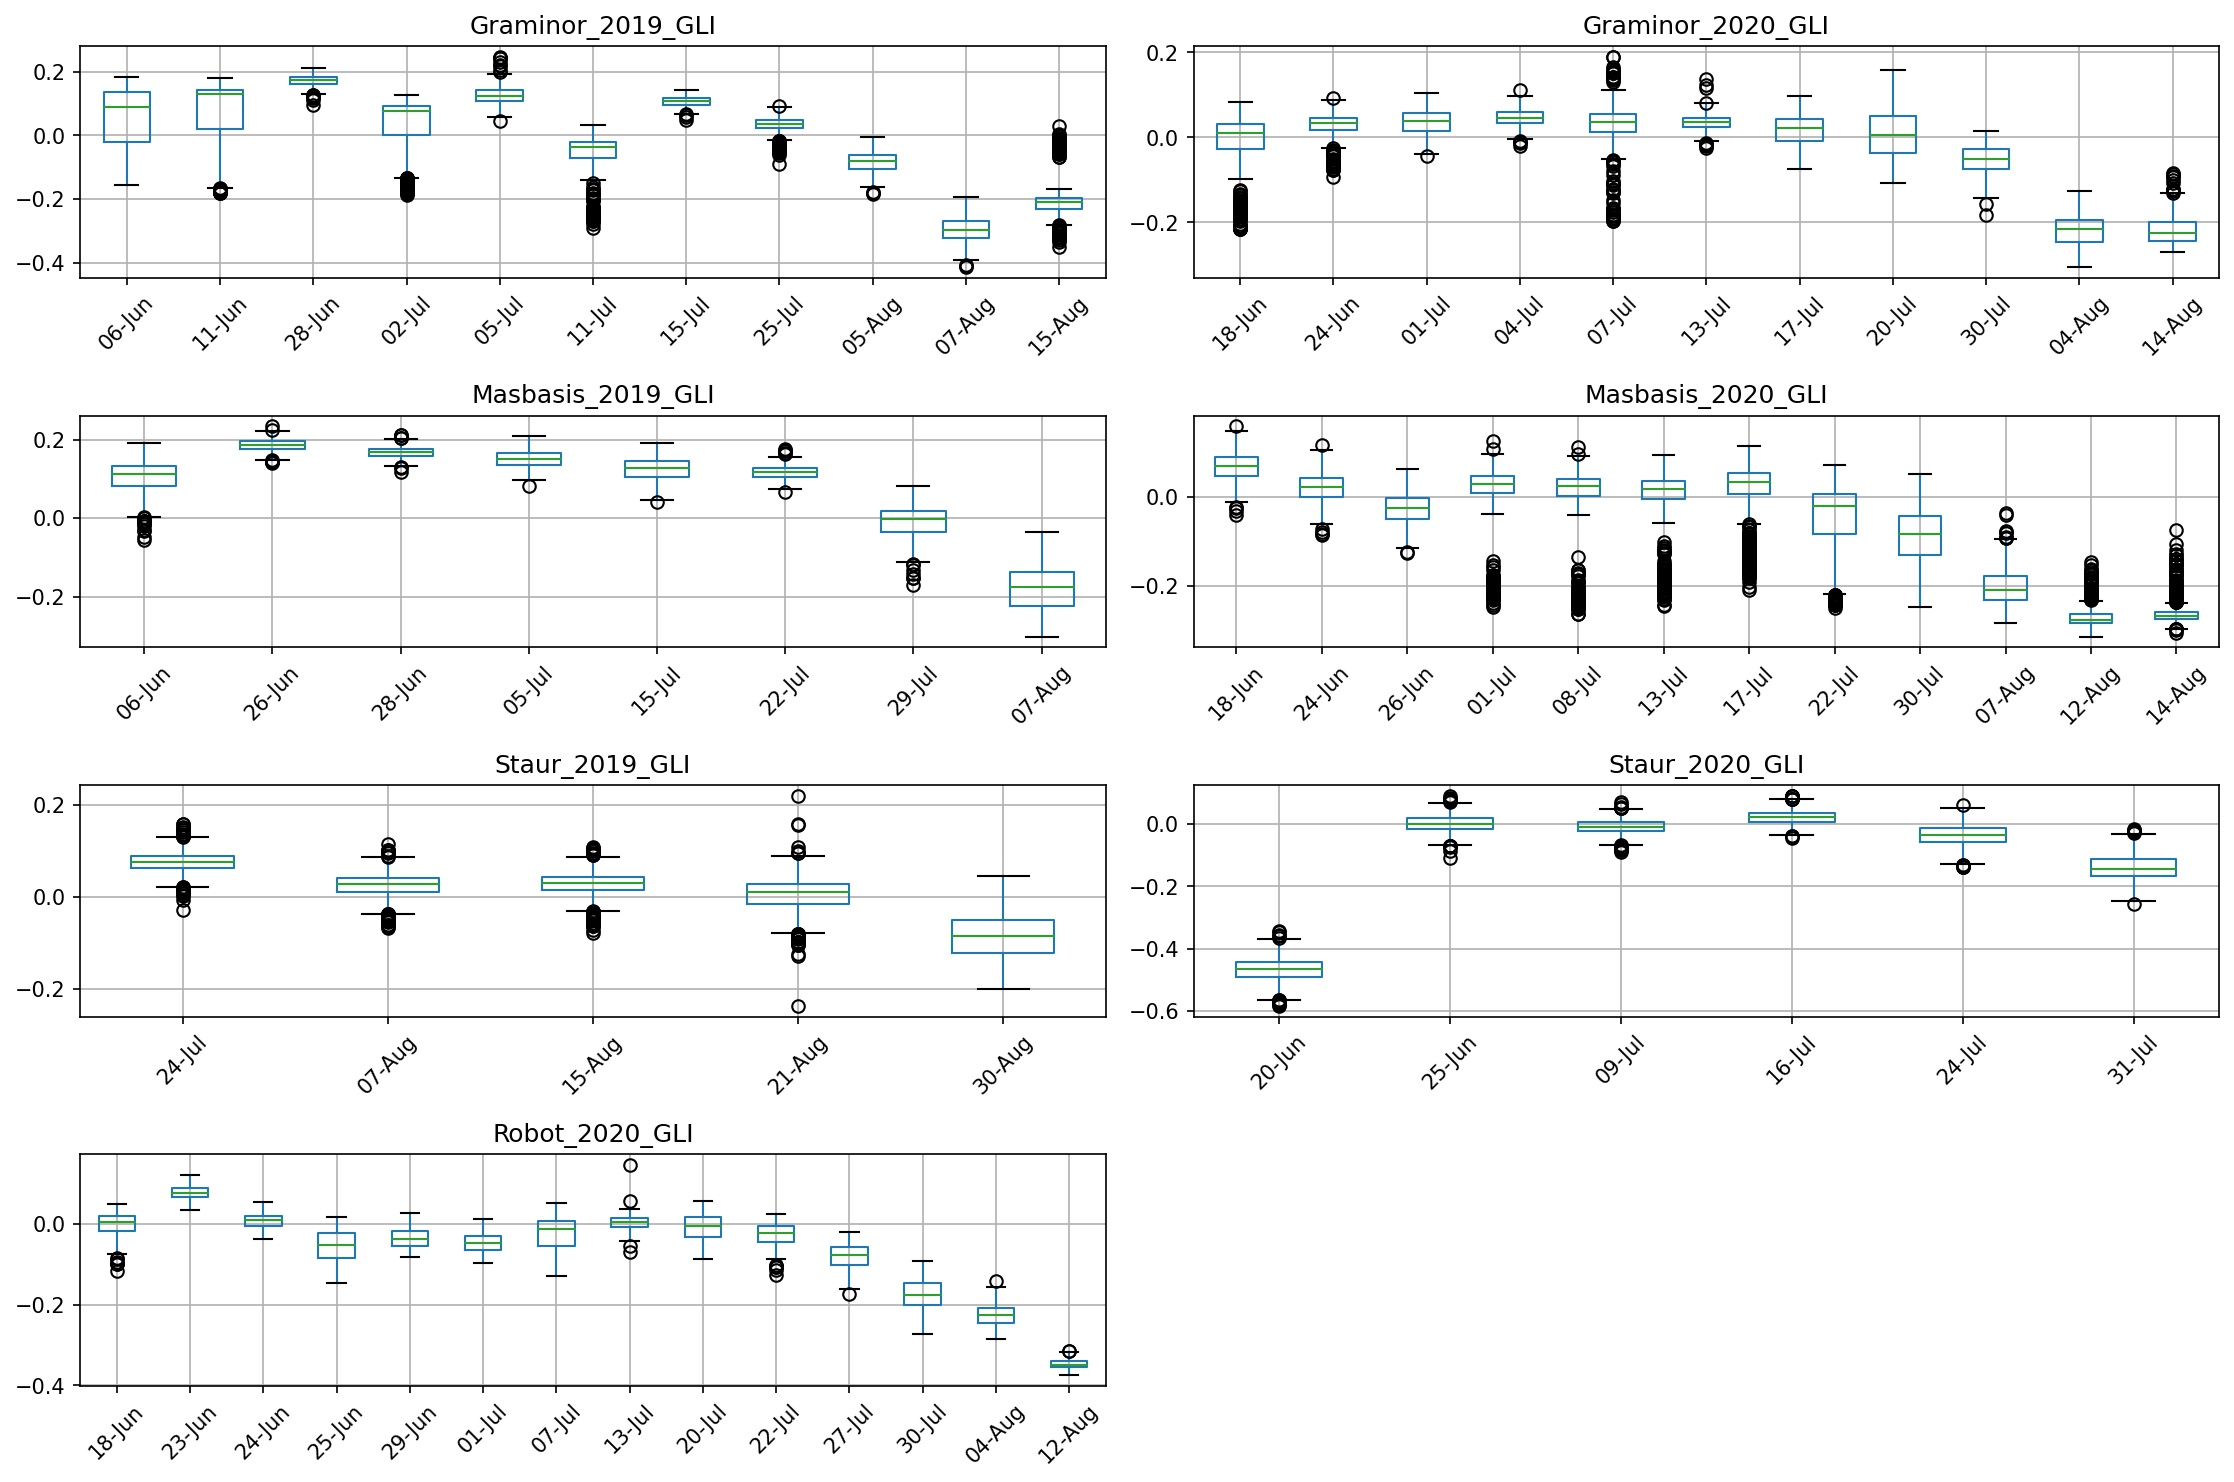 Graminor_2019_GLI
0.2
0.0
−0.2
−0.4
06-Jun 11-Jun 28-Jun 02-Jul 05-Jul 11-Jul 15-Jul 25-Jul 05-Aug 07-Aug 15-Aug
Graminor_2020_GLI
0.2
0.0
−0.2
18-Jun 24-Jun 01-Jul 04-Jul 07-Jul 13-Jul 17-Jul 20-Jul 30-Jul 04-Aug 14-Aug
Masbasis_2019_GLI
0.2
0.0
−0.2
06-Jun 26-Jun 28-Jun 05-Jul 15-Jul 22-Jul 29-Jul 07-Aug
Masbasis_2020_GLI
0.0
−0.2
18-Jun 24-Jun 26-Jun 01-Jul 08-Jul 13-Jul 17-Jul 22-Jul 30-Jul 07-Aug 12-Aug 14-Aug
Staur_2019_GLI
0.2
0.0
−0.2
24-Jul 07-Aug 15-Aug 21-Aug 30-Aug
Staur_2020_GLI
0.0
−0.2
−0.4
−0.6
20-Jun 25-Jun 09-Jul 16-Jul 24-Jul 31-Jul
Robot_2020_GLI
0.0
−0.2
−0.4
18-Jun 23-Jun 24-Jun 25-Jun 29-Jun 01-Jul 07-Jul 13-Jul 20-Jul 22-Jul 27-Jul 30-Jul 04-Aug 12-Aug